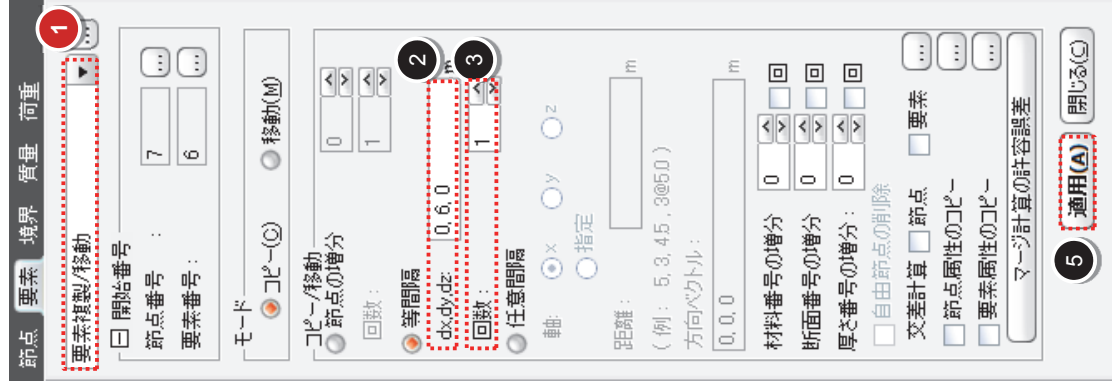 節点 要素 境界 質量 荷重
1
要素複製/移動 ...
開始番号
節点番号 : 7 ...
要素番号 : 6 ...
モード
コピー(C) 移動(M)
コピー/移動
節点の増分 0
回数 : 1
等間隔 2
dx,dy,dz: 0, 6, 0 m
回数 : 1 3
任意間隔
軸: x y z
指定
距離 : m
( 例 : 5, 3, 4.5, 3@5.0 )
方向ベクトル :
0, 0, 0 m
材料番号の増分 0 回
断面番号の増分 0 回
厚さ番号の増分 : 0 回
自由節点の削除
交差計算 節点 要素 ...
節点属性のコピー ...
要素属性のコピー ...
マージ計算の許容誤差
5 適用(A) 閉じる(C)